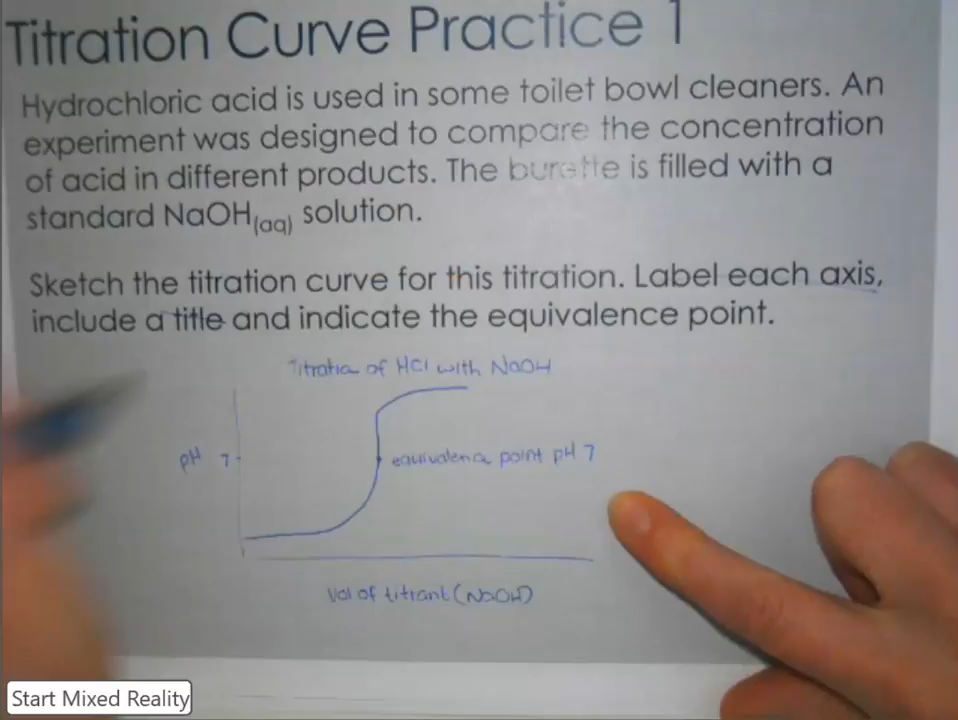 Titration Curve Practice 1
Hydrochloric acid is used in some toilet bowl cleaners. An
experiment was designed to compare the concentration
of acid in different products. The burette is filled with a
standard NaOH(aq) solution.
Sketch the titration curve for this titration. Label each axis,
include a title and indicate the equivalence point.
Titration of HCl with NaOH
pH 7
equivalence point pH 7
Vol of titrant (NaOH)
Start Mixed Reality